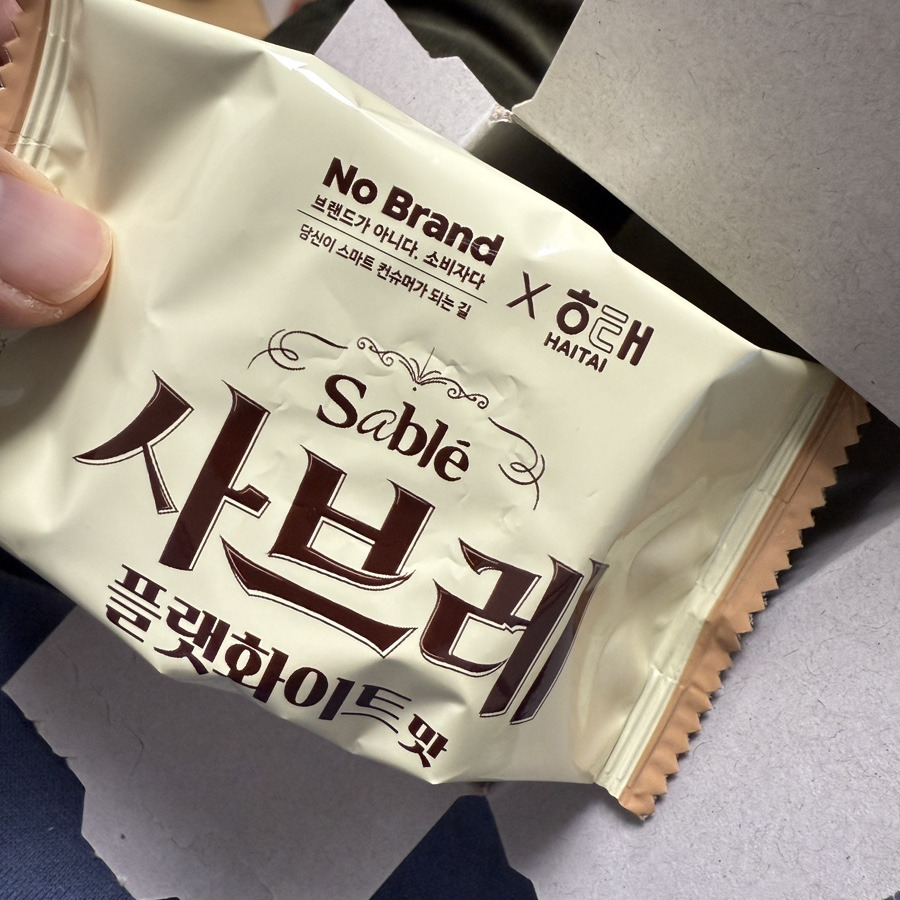 No Brand
브랜드가 아니다. 소비자다
당신이 스마트 컨슈머가 되는 길
X 해태
HAITAI
Sablé
사브레
플랫화이트맛